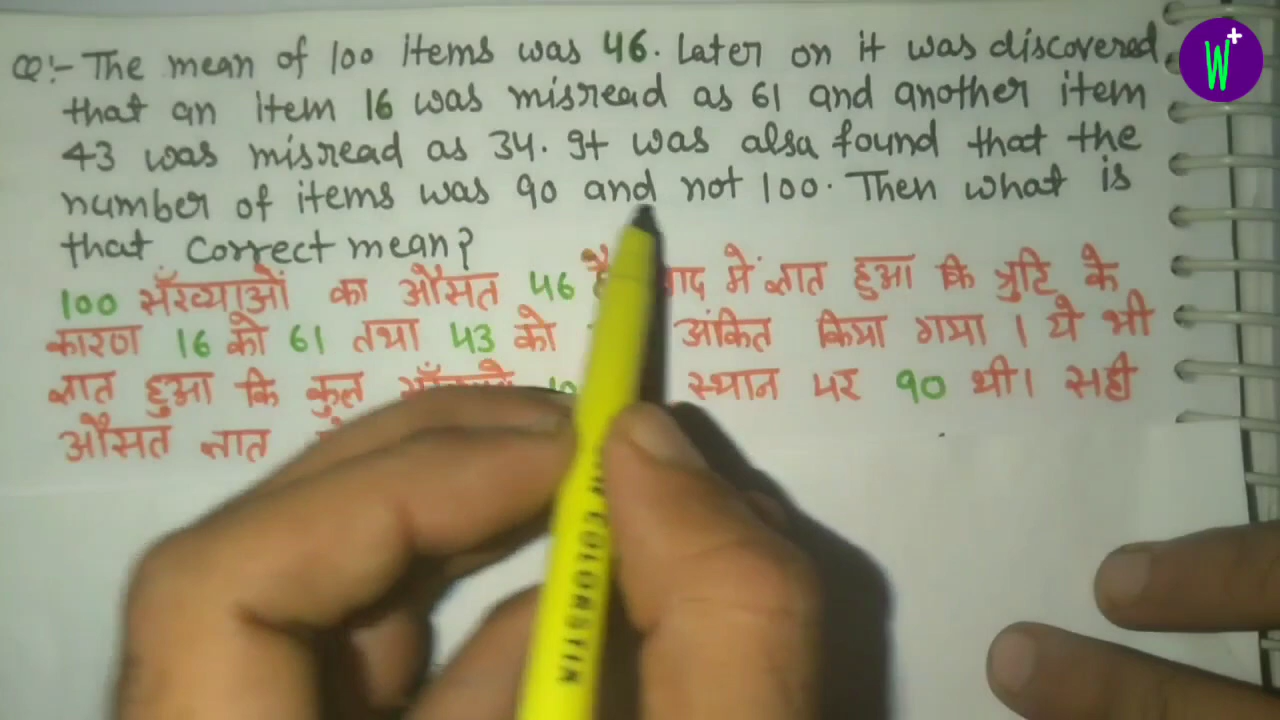 Q:- The mean of 100 items was 46. Later on it was discovered
that an item 16 was misread as 61 and another item
43 was misread as 34. It was alsa found that the
number of items was 90 and not 100. Then what is
that correct mean?
100 सँख्याओं का औसत 46 है में ज्ञात हुआ कि त्रुटि के
कारण 16 को 61 तथा 43 को अंकित किया गया । ये भी
ज्ञात हुआ कि कुल स्थान पर 90 थी। सही
औसत ज्ञात
W+
COLORSTIX